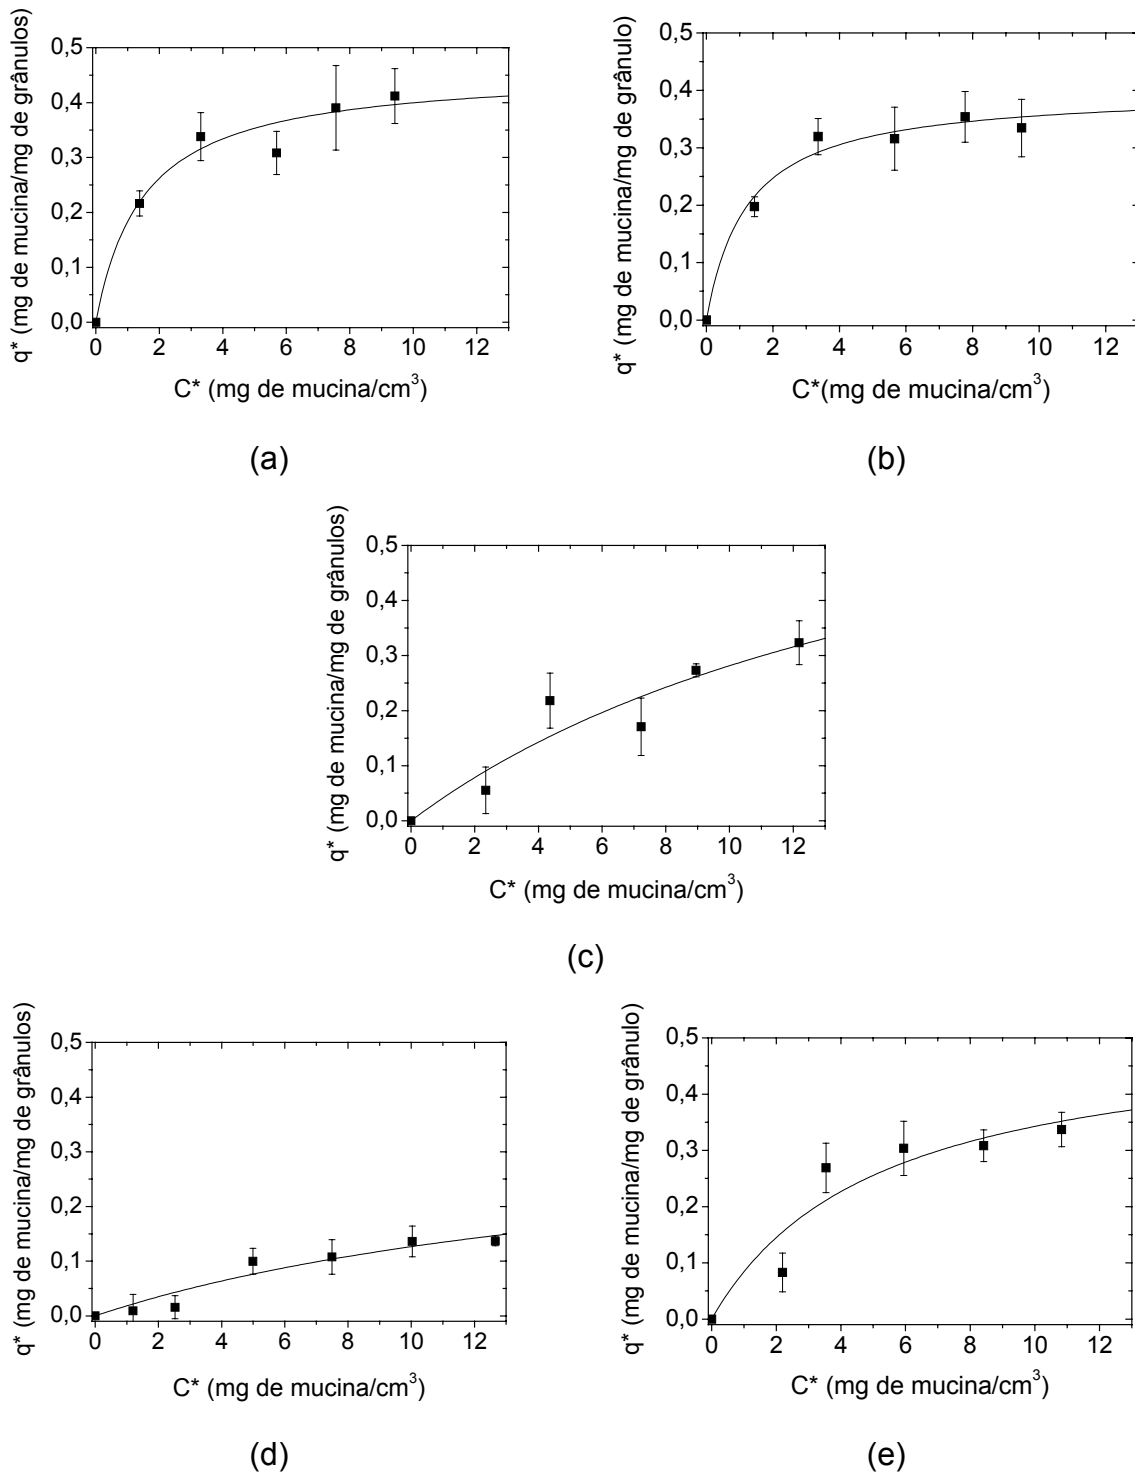 q* (mg de mucina/mg de grânulos)
0,5
0,4
0,3
0,2
0,1
0,0
0 2 4 6 8 10 12
C* (mg de mucina/cm³)
(a)
q* (mg de mucina/mg de grânulo)
0,5
0,4
0,3
0,2
0,1
0,0
0 2 4 6 8 10 12
C*(mg de mucina/cm³)
(b)
q* (mg de mucina/mg de grânulos)
0,5
0,4
0,3
0,2
0,1
0,0
0 2 4 6 8 10 12
C* (mg de mucina/cm³)
(c)
q* (mg de mucina/mg de grânulos)
0,5
0,4
0,3
0,2
0,1
0,0
0 2 4 6 8 10 12
C* (mg de mucina/cm³)
(d)
q* (mg de mucina/mg de grânulo)
0,5
0,4
0,3
0,2
0,1
0,0
0 2 4 6 8 10 12
C* (mg de mucina/cm³)
(e)